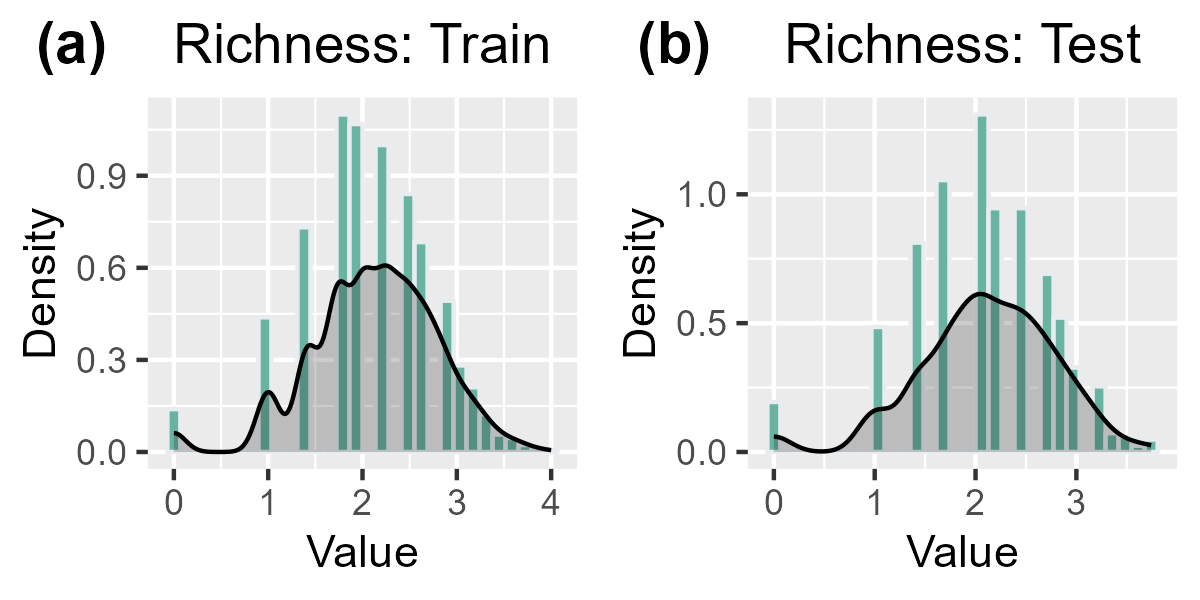 (a) Richness: Train
Density
0.9
0.6
0.3
0.0
0 1 2 3 4
Value
(b) Richness: Test
Density
1.0
0.5
0.0
0 1 2 3
Value